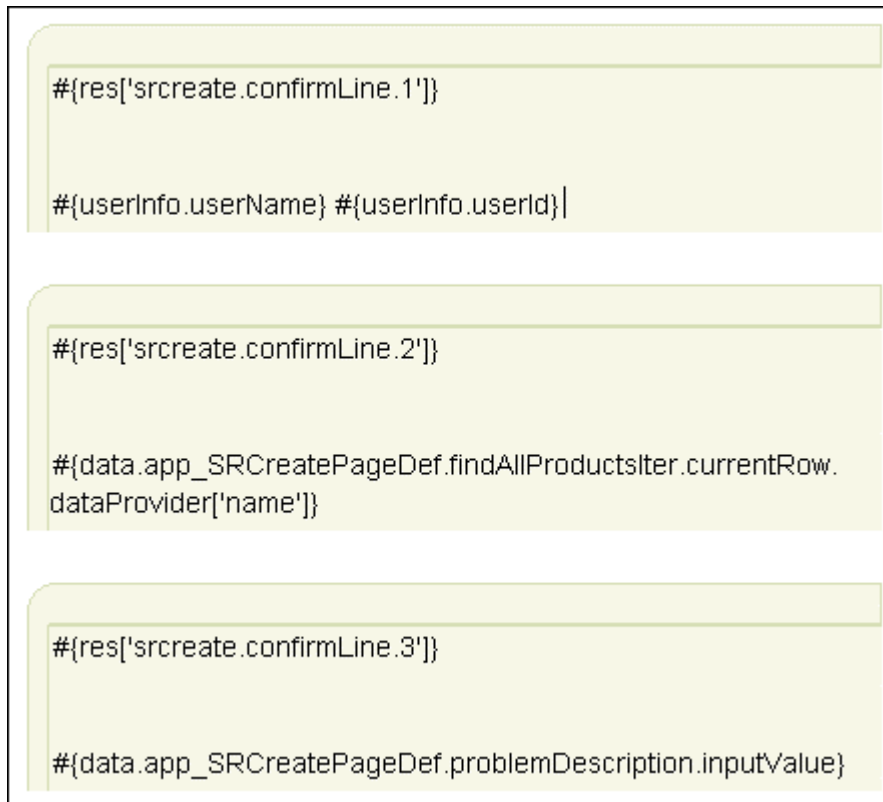 #{res['srcreate.confirmLine.1']}
#{userInfo.userName} #{userInfo.userId}
#{res['srcreate.confirmLine.2']}
#{data.app_SRCreatePageDef.findAllProductsIter.currentRow.
dataProvider['name']}
#{res['srcreate.confirmLine.3']}
#{data.app_SRCreatePageDef.problemDescription.inputValue}